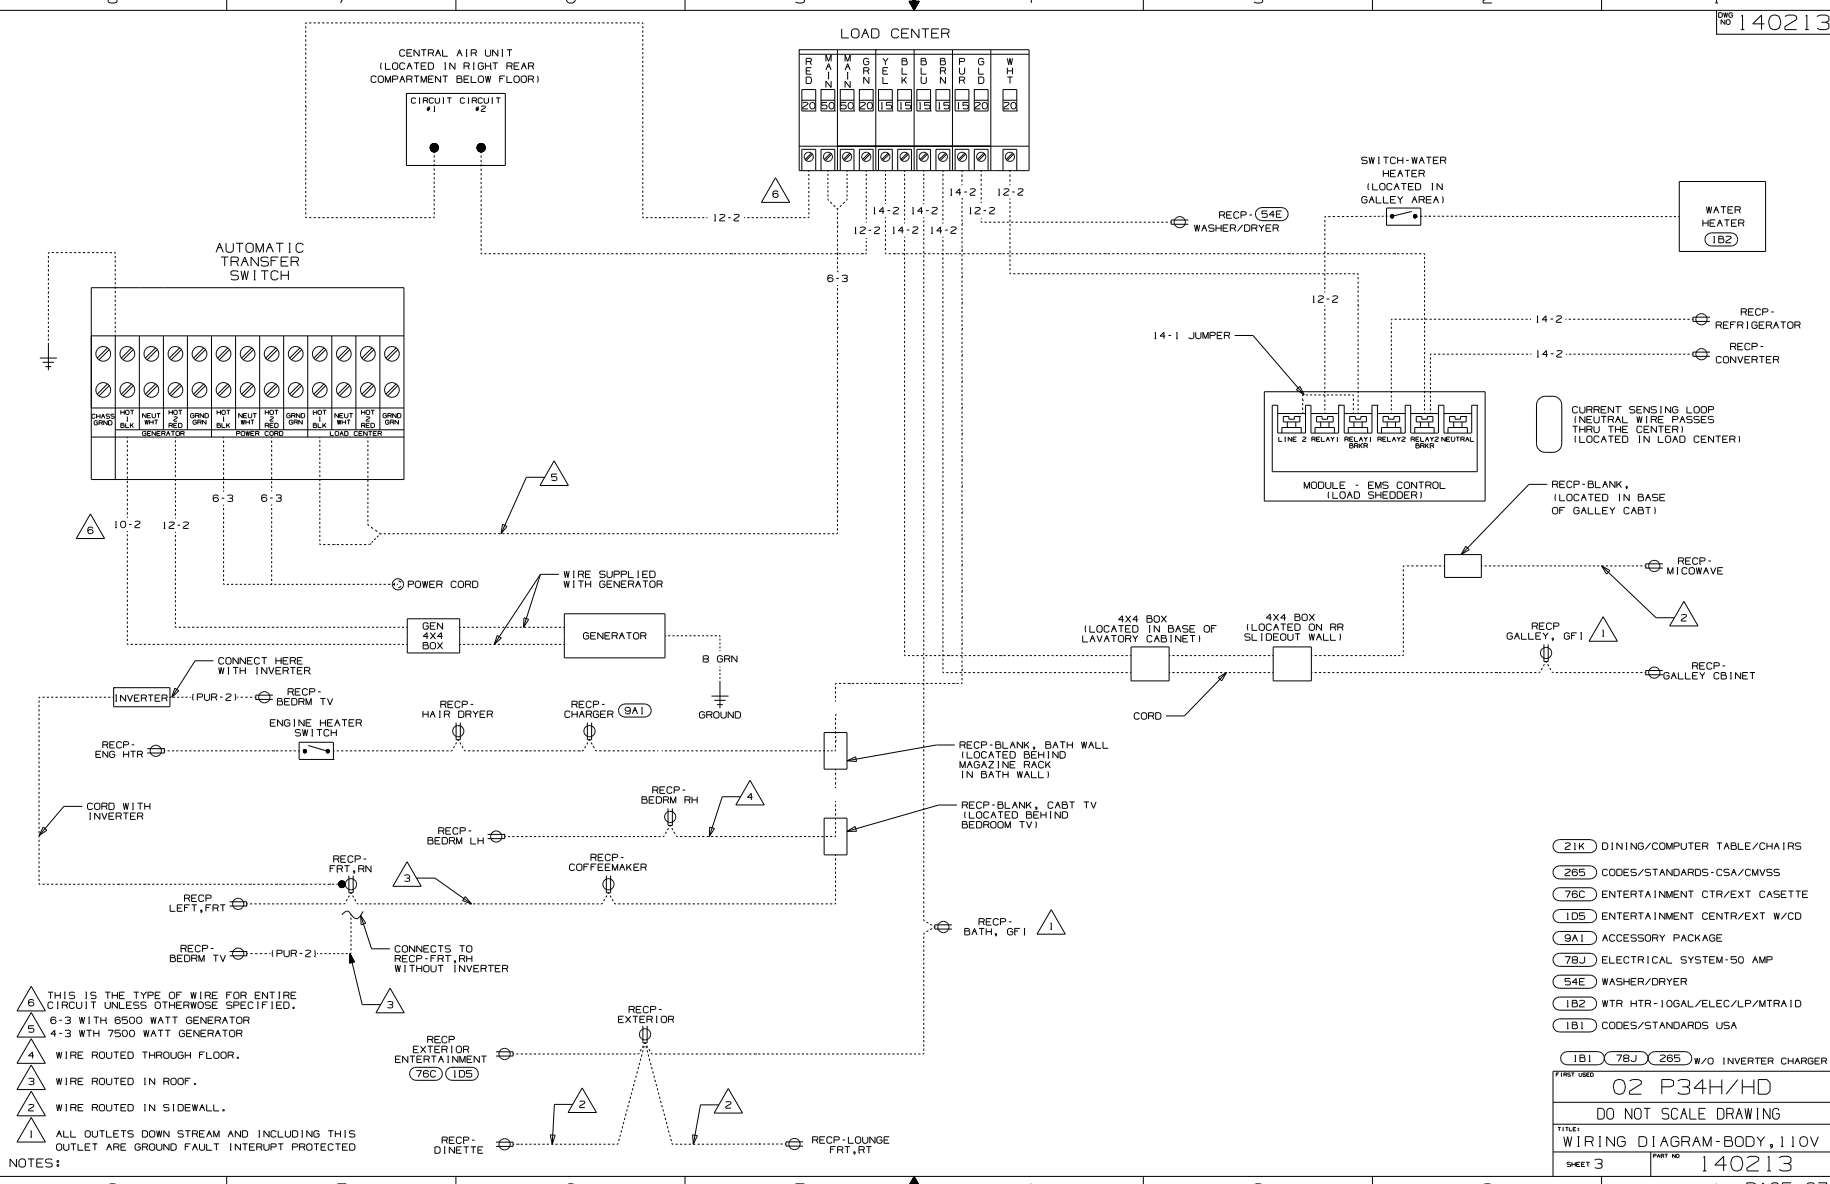 DWG NO 140213
LOAD CENTER
RED
MAIN
MAIN
GRN
YEL
BLK
BLU
BRN
PUR
GLD
WHT
20 50 50 20 15 15 15 15 15 20 20
CENTRAL AIR UNIT
(LOCATED IN RIGHT REAR
COMPARTMENT BELOW FLOOR)
CIRCUIT CIRCUIT
#1 #2
6
12-2
14-2 12-2
14-2 14-2 12-2
12-2 14-2 14-2
6-3
RECP- 54E
WASHER/DRYER
SWITCH-WATER
HEATER
(LOCATED IN
GALLEY AREA)
WATER
HEATER
1B2
12-2
AUTOMATIC
TRANSFER
SWITCH
CHASS GRND
HOT 1 BLK
NEUT WHT
HOT 2 RED
GRND GRN
HOT 1 BLK
NEUT WHT
HOT 2 RED
GRND GRN
HOT 1 BLK
NEUT WHT
HOT 2 RED
GRND GRN
GENERATOR POWER CORD LOAD CENTER
14-1 JUMPER
14-2
RECP-
REFRIGERATOR
14-2
RECP-
CONVERTER
LINE 2 RELAY1 RELAY1 BRKR RELAY2 RELAY2 BRKR NEUTRAL
MODULE - EMS CONTROL
(LOAD SHEDDER)
CURRENT SENSING LOOP
(NEUTRAL WIRE PASSES
THRU THE CENTER)
(LOCATED IN LOAD CENTER)
5
6-3 6-3
6
10-2 12-2
RECP-BLANK,
(LOCATED IN BASE
OF GALLEY CABT)
RECP-
MICOWAVE
2
POWER CORD
WIRE SUPPLIED
WITH GENERATOR
GEN
4X4
BOX
GENERATOR
8 GRN
GROUND
4X4 BOX
(LOCATED IN BASE OF
LAVATORY CABINET)
4X4 BOX
(LOCATED ON RR
SLIDEOUT WALL)
RECP
GALLEY, GFI
1
RECP-
GALLEY CBINET
CORD
CONNECT HERE
WITH INVERTER
INVERTER
(PUR-2)
RECP-
BEDRM TV
RECP-
ENG HTR
ENGINE HEATER
SWITCH
RECP-
HAIR DRYER
RECP-
CHARGER 9A1
RECP-BLANK, BATH WALL
(LOCATED BEHIND
MAGAZINE RACK
IN BATH WALL)
CORD WITH
INVERTER
RECP-
BEDRM LH
RECP-
BEDRM RH
4
RECP-BLANK, CABT TV
(LOCATED BEHIND
BEDROOM TV)
RECP-
FRT,RN
RECP
LEFT,FRT
3
RECP-
COFFEEMAKER
RECP-
BEDRM TV
(PUR-2)
CONNECTS TO
RECP-FRT,RH
WITHOUT INVERTER
3
RECP-
BATH, GFI
1
RECP
EXTERIOR
ENTERTAINMENT
76C 1D5
RECP-
EXTERIOR
2
2
RECP-
DINETTE
RECP-LOUNGE
FRT,RT
6 THIS IS THE TYPE OF WIRE FOR ENTIRE
CIRCUIT UNLESS OTHERWOSE SPECIFIED.
5 6-3 WITH 6500 WATT GENERATOR
4-3 WTH 7500 WATT GENERATOR
4 WIRE ROUTED THROUGH FLOOR.
3 WIRE ROUTED IN ROOF.
2 WIRE ROUTED IN SIDEWALL.
1 ALL OUTLETS DOWN STREAM AND INCLUDING THIS
OUTLET ARE GROUND FAULT INTERUPT PROTECTED
NOTES:
21K DINING/COMPUTER TABLE/CHAIRS
265 CODES/STANDARDS-CSA/CMVSS
76C ENTERTAINMENT CTR/EXT CASETTE
1D5 ENTERTAINMENT CENTR/EXT W/CD
9A1 ACCESSORY PACKAGE
78J ELECTRICAL SYSTEM-50 AMP
54E WASHER/DRYER
1B2 WTR HTR-10GAL/ELEC/LP/MTRAID
1B1 CODES/STANDARDS USA
1B1 78J 265 W/O INVERTER CHARGER
FIRST USED
02 P34H/HD
DO NOT SCALE DRAWING
TITLE:
WIRING DIAGRAM-BODY,110V
SHEET 3
PART NO 140213